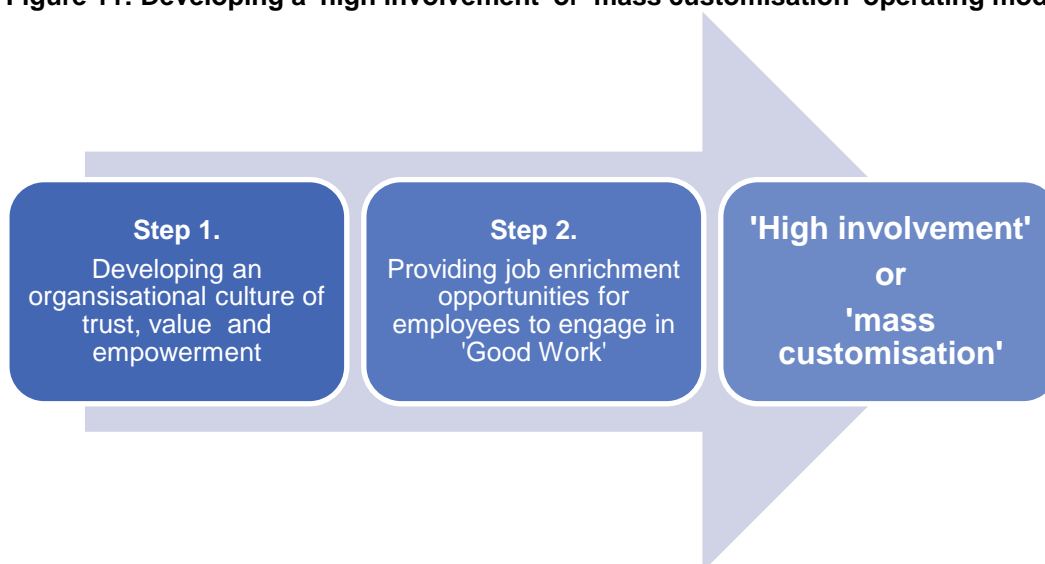 Figure 11: Developing a 'high involvement' or 'mass customisation' operating
Step 1.
Developing an
organsisational culture of
trust, value and
empowerment
Step 2.
Providing job enrichment
opportunities for
employees to engage in
'Good Work'
'High involvement'
or
'mass
customisation'